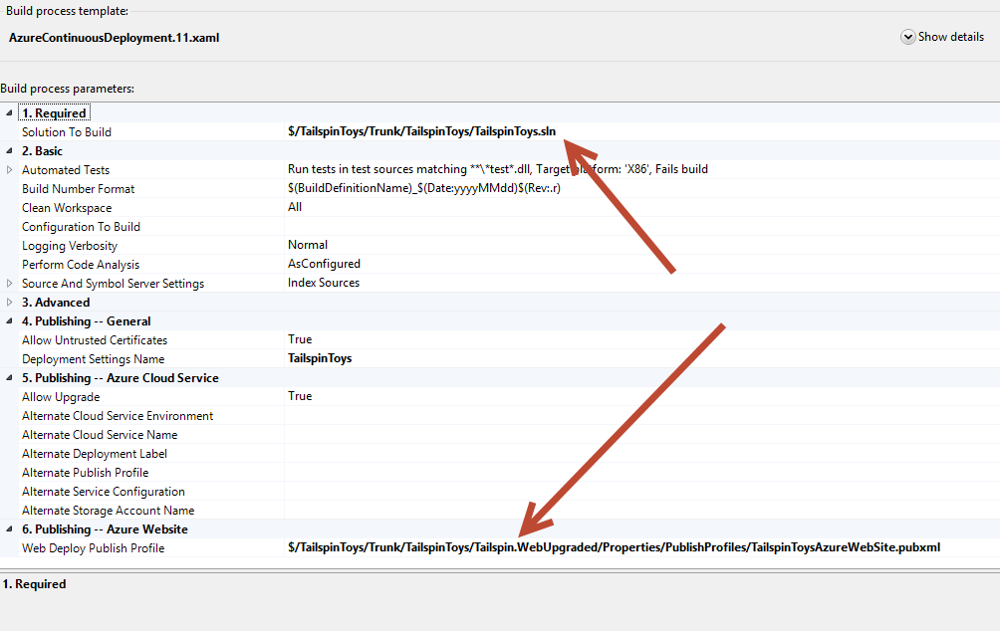 Build process template:
AzureContinuousDeployment.11.xaml
Show details
Build process parameters:
1. Required
Solution To Build $/TailspinToys/Trunk/TailspinToys/TailspinToys.sln
2. Basic
Automated Tests Run tests in test sources matching **\*test*.dll, Target platform: 'X86', Fails build
Build Number Format $(BuildDefinitionName)_$(Date:yyyyMMdd)$(Rev:.r)
Clean Workspace All
Configuration To Build
Logging Verbosity Normal
Perform Code Analysis AsConfigured
Source And Symbol Server Settings Index Sources
3. Advanced
4. Publishing -- General
Allow Untrusted Certificates True
Deployment Settings Name TailspinToys
5. Publishing -- Azure Cloud Service
Allow Upgrade True
Alternate Cloud Service Environment
Alternate Cloud Service Name
Alternate Deployment Label
Alternate Publish Profile
Alternate Service Configuration
Alternate Storage Account Name
6. Publishing -- Azure Website
Web Deploy Publish Profile $/TailspinToys/Trunk/TailspinToys/Tailspin.WebUpgraded/Properties/PublishProfiles/TailspinToysAzureWebSite.pubxml
1. Required